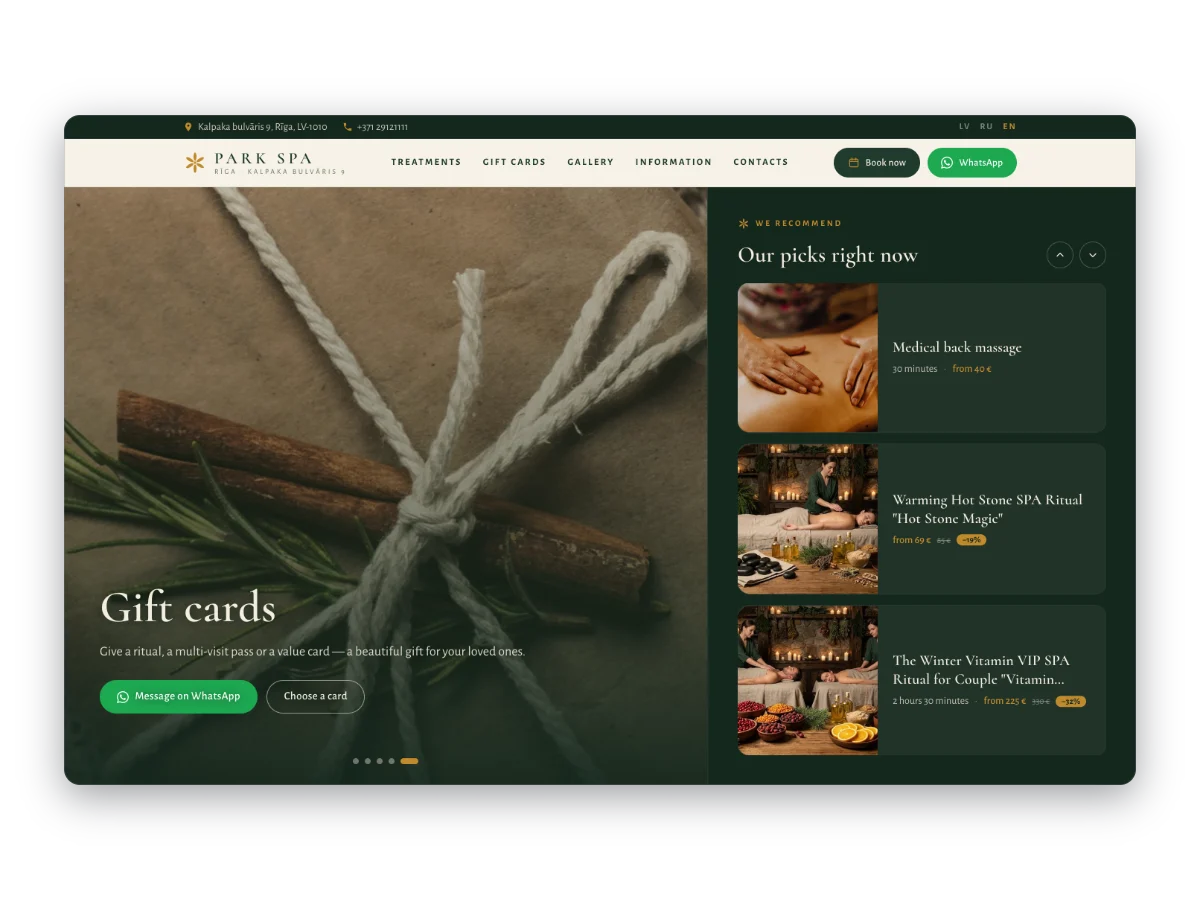 Kalpaka bulvāris 9, Rīga, LV-1010
+371 29121111
LV RU EN
PARK SPA
RĪGA · KALPAKA BULVĀRIS 9
TREATMENTS
GIFT CARDS
GALLERY
INFORMATION
CONTACTS
Book now
WhatsApp
Gift cards
Give a ritual, a multi-visit pass or a value card — a beautiful gift for your loved ones.
Message on WhatsApp
Choose a card
WE RECOMMEND
Our picks right now
Medical back massage
30 minutes · from 40 €
Warming Hot Stone SPA Ritual
"Hot Stone Magic"
from 69 € 85 € −19%
The Winter Vitamin VIP SPA
Ritual for Couple "Vitamin...
2 hours 30 minutes · from 225 € 330 € −32%